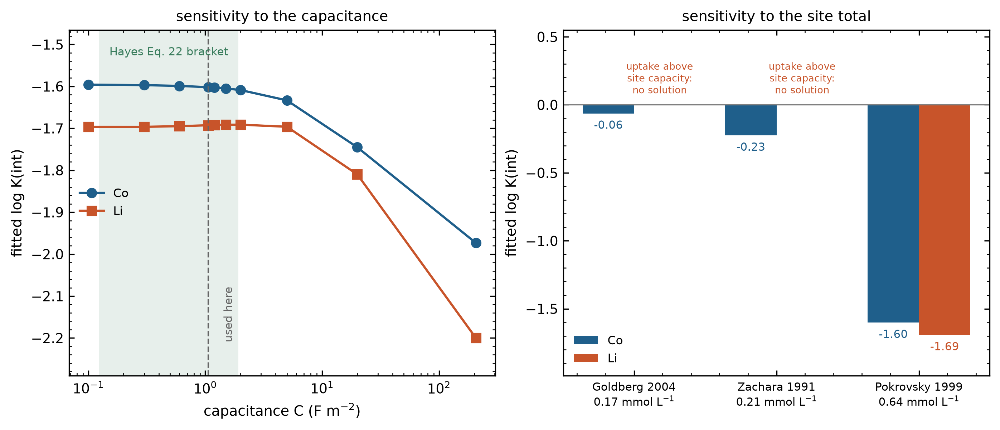 sensitivity to the capacitance
fitted log K(int)
−1.5
−1.6
−1.7
−1.8
−1.9
−2.0
−2.1
−2.2
Hayes Eq. 22 bracket
Co
Li
used here
10⁻¹
10⁰
10¹
10²
capacitance C (F m⁻²)
sensitivity to the site total
fitted log K(int)
0.5
0.0
−0.5
−1.0
−1.5
uptake above
site capacity:
no solution
uptake above
site capacity:
no solution
-0.06
-0.23
-1.60
-1.69
Co
Li
Goldberg 2004
0.17 mmol L⁻¹
Zachara 1991
0.21 mmol L⁻¹
Pokrovsky 1999
0.64 mmol L⁻¹